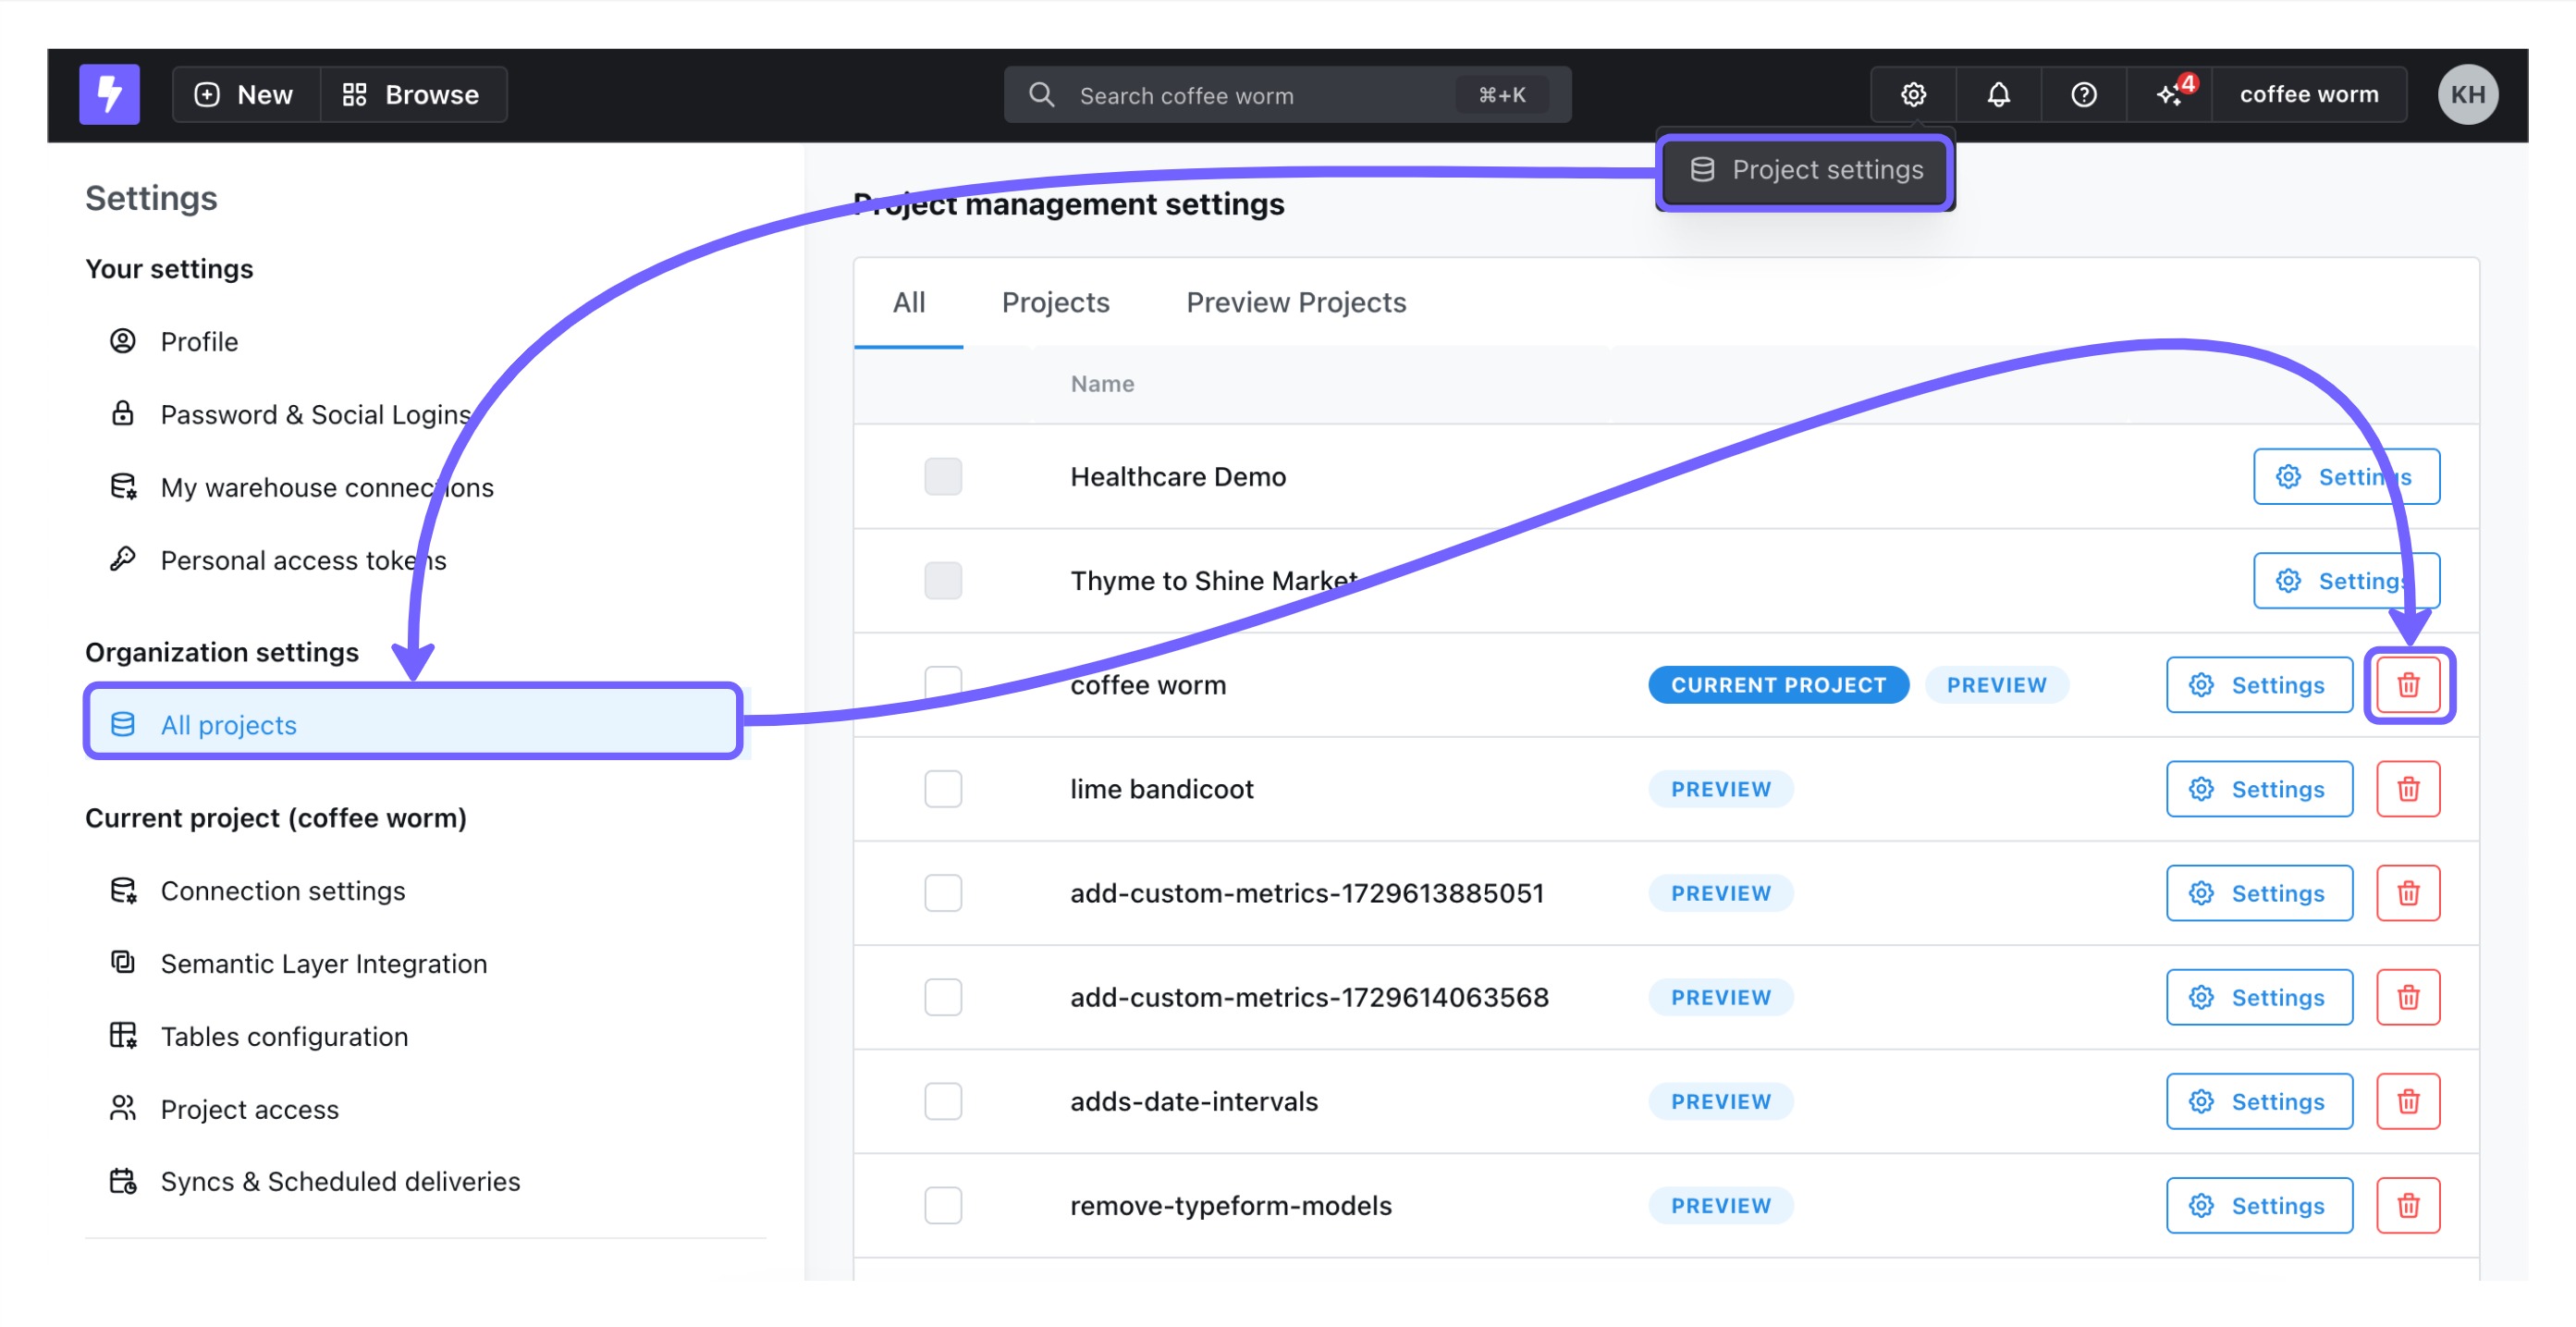 New
Browse
Search coffee worm
⌘+K
4
coffee worm
KH
Project settings
Settings
Your settings
Profile
Password & Social Logins
My warehouse connections
Personal access tokens
Organization settings
All projects
Current project (coffee worm)
Connection settings
Semantic Layer Integration
Tables configuration
Project access
Syncs & Scheduled deliveries
Project management settings
All
Projects
Preview Projects
Name
Healthcare Demo
Settings
Thyme to Shine Market
Settings
coffee worm
CURRENT PROJECT
PREVIEW
Settings
lime bandicoot
PREVIEW
Settings
add-custom-metrics-1729613885051
PREVIEW
Settings
add-custom-metrics-1729614063568
PREVIEW
Settings
adds-date-intervals
PREVIEW
Settings
remove-typeform-models
PREVIEW
Settings